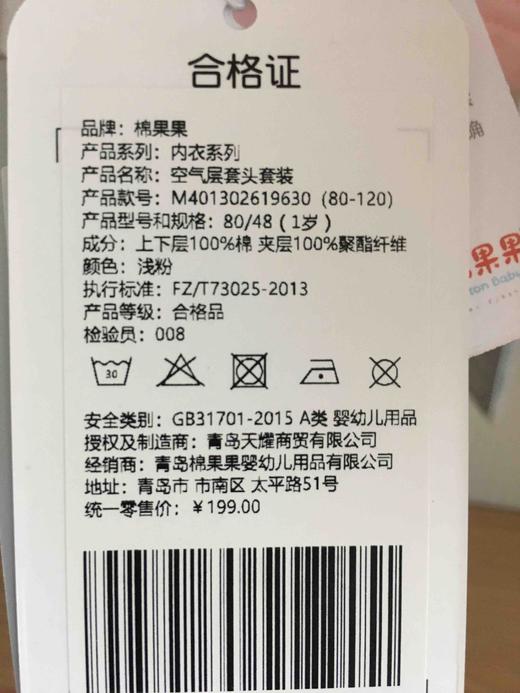 合格证
品牌：棉果果
产品系列：内衣系列
产品名称：空气层套头套装
产品款号：M401302619630（80-120）
产品型号和规格：80/48（1岁）
成分：上下层100%棉 夹层100%聚酯纤维
颜色：浅粉
执行标准：FZ/T73025-2013
产品等级：合格品
检验员：008
30
安全类别：GB31701-2015 A类 婴幼儿用品
授权及制造商：青岛天耀商贸有限公司
经销商：青岛棉果果婴幼儿用品有限公司
地址：青岛市 市南区 太平路51号
统一零售价：￥199.00
果果